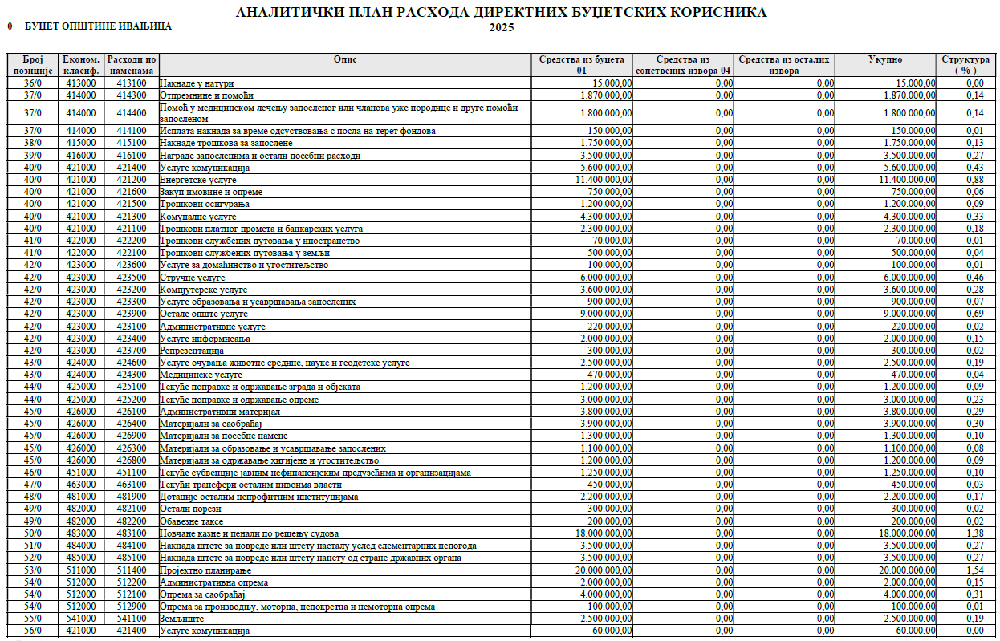 АНАЛИТИЧКИ ПЛАН РАСХОДА ДИРЕКТНИХ БУЏЕТСКИХ КОРИСНИКА
0 БУЏЕТ ОПШТИНЕ ИВАЊИЦА
2025
Број позиције Економ. класиф. Расходи по наменама Опис Средства из буџета 01 Средства из сопствених извора 04 Средства из осталих извора Укупно Структура ( % )
36/0 413000 413100 Накнаде у натури 15.000,00 0,00 0,00 15.000,00 0,00
37/0 414000 414300 Отпремнине и помоћи 1.870.000,00 0,00 0,00 1.870.000,00 0,14
37/0 414000 414400 Помоћ у медицинском лечењу запосленог или чланова уже породице и друге помоћи
запосленом 1.800.000,00 0,00 0,00 1.800.000,00 0,14
37/0 414000 414100 Исплата накнада за време одсуствовања с посла на терет фондова 150.000,00 0,00 0,00 150.000,00 0,01
38/0 415000 415100 Накнаде трошкова за запослене 1.750.000,00 0,00 0,00 1.750.000,00 0,13
39/0 416000 416100 Награде запосленима и остали посебни расходи 3.500.000,00 0,00 0,00 3.500.000,00 0,27
40/0 421000 421400 Услуге комуникација 5.600.000,00 0,00 0,00 5.600.000,00 0,43
40/0 421000 421200 Енергетске услуге 11.400.000,00 0,00 0,00 11.400.000,00 0,88
40/0 421000 421600 Закуп имовине и опреме 750.000,00 0,00 0,00 750.000,00 0,06
40/0 421000 421500 Трошкови осигурања 1.200.000,00 0,00 0,00 1.200.000,00 0,09
40/0 421000 421300 Комуналне услуге 4.300.000,00 0,00 0,00 4.300.000,00 0,33
40/0 421000 421100 Трошкови платног промета и банкарских услуга 2.300.000,00 0,00 0,00 2.300.000,00 0,18
41/0 422000 422200 Трошкови службених путовања у иностранство 70.000,00 0,00 0,00 70.000,00 0,01
41/0 422000 422100 Трошкови службених путовања у земљи 500.000,00 0,00 0,00 500.000,00 0,04
42/0 423000 423600 Услуге за домаћинство и угоститељство 100.000,00 0,00 0,00 100.000,00 0,01
42/0 423000 423500 Стручне услуге 6.000.000,00 0,00 0,00 6.000.000,00 0,46
42/0 423000 423200 Компјутерске услуге 3.600.000,00 0,00 0,00 3.600.000,00 0,28
42/0 423000 423300 Услуге образовања и усавршавања запослених 900.000,00 0,00 0,00 900.000,00 0,07
42/0 423000 423900 Остале опште услуге 9.000.000,00 0,00 0,00 9.000.000,00 0,69
42/0 423000 423100 Административне услуге 220.000,00 0,00 0,00 220.000,00 0,02
42/0 423000 423400 Услуге информисања 2.000.000,00 0,00 0,00 2.000.000,00 0,15
42/0 423000 423700 Репрезентација 300.000,00 0,00 0,00 300.000,00 0,02
43/0 424000 424600 Услуге очувања животне средине, науке и геодетске услуге 2.500.000,00 0,00 0,00 2.500.000,00 0,19
43/0 424000 424300 Медицинске услуге 470.000,00 0,00 0,00 470.000,00 0,04
44/0 425000 425100 Текуће поправке и одржавање зграда и објеката 1.200.000,00 0,00 0,00 1.200.000,00 0,09
44/0 425000 425200 Текуће поправке и одржавање опреме 3.000.000,00 0,00 0,00 3.000.000,00 0,23
45/0 426000 426100 Административни материјал 3.800.000,00 0,00 0,00 3.800.000,00 0,29
45/0 426000 426400 Материјали за саобраћај 3.900.000,00 0,00 0,00 3.900.000,00 0,30
45/0 426000 426900 Материјали за посебне намене 1.300.000,00 0,00 0,00 1.300.000,00 0,10
45/0 426000 426300 Материјали за образовање и усавршавање запослених 1.100.000,00 0,00 0,00 1.100.000,00 0,08
45/0 426000 426800 Материјали за одржавање хигијене и угоститељство 1.200.000,00 0,00 0,00 1.200.000,00 0,09
46/0 451000 451100 Текуће субвенције јавним нефинансијским предузећима и организацијама 1.250.000,00 0,00 0,00 1.250.000,00 0,10
47/0 463000 463100 Текући трансфери осталим нивоима власти 450.000,00 0,00 0,00 450.000,00 0,03
48/0 481000 481900 Дотације осталим непрофитним институцијама 2.200.000,00 0,00 0,00 2.200.000,00 0,17
49/0 482000 482100 Остали порези 300.000,00 0,00 0,00 300.000,00 0,02
49/0 482000 482200 Обавезне таксе 200.000,00 0,00 0,00 200.000,00 0,02
50/0 483000 483100 Новчане казне и пенали по решењу судова 18.000.000,00 0,00 0,00 18.000.000,00 1,38
51/0 484000 484100 Накнада штете за повреде или штету насталу услед елементарних непогода 3.500.000,00 0,00 0,00 3.500.000,00 0,27
52/0 485000 485100 Накнада штете за повреде или штету нанету од стране државних органа 3.500.000,00 0,00 0,00 3.500.000,00 0,27
53/0 511000 511400 Пројектно планирање 20.000.000,00 0,00 0,00 20.000.000,00 1,54
54/0 512000 512200 Административна опрема 2.000.000,00 0,00 0,00 2.000.000,00 0,15
54/0 512000 512100 Опрема за саобраћај 4.000.000,00 0,00 0,00 4.000.000,00 0,31
54/0 512000 512900 Опрема за производњу, моторна, непокретна и немоторна опрема 100.000,00 0,00 0,00 100.000,00 0,01
55/0 541000 541100 Земљиште 2.500.000,00 0,00 0,00 2.500.000,00 0,19
56/0 421000 421400 Услуге комуникација 60.000,00 0,00 0,00 60.000,00 0,00